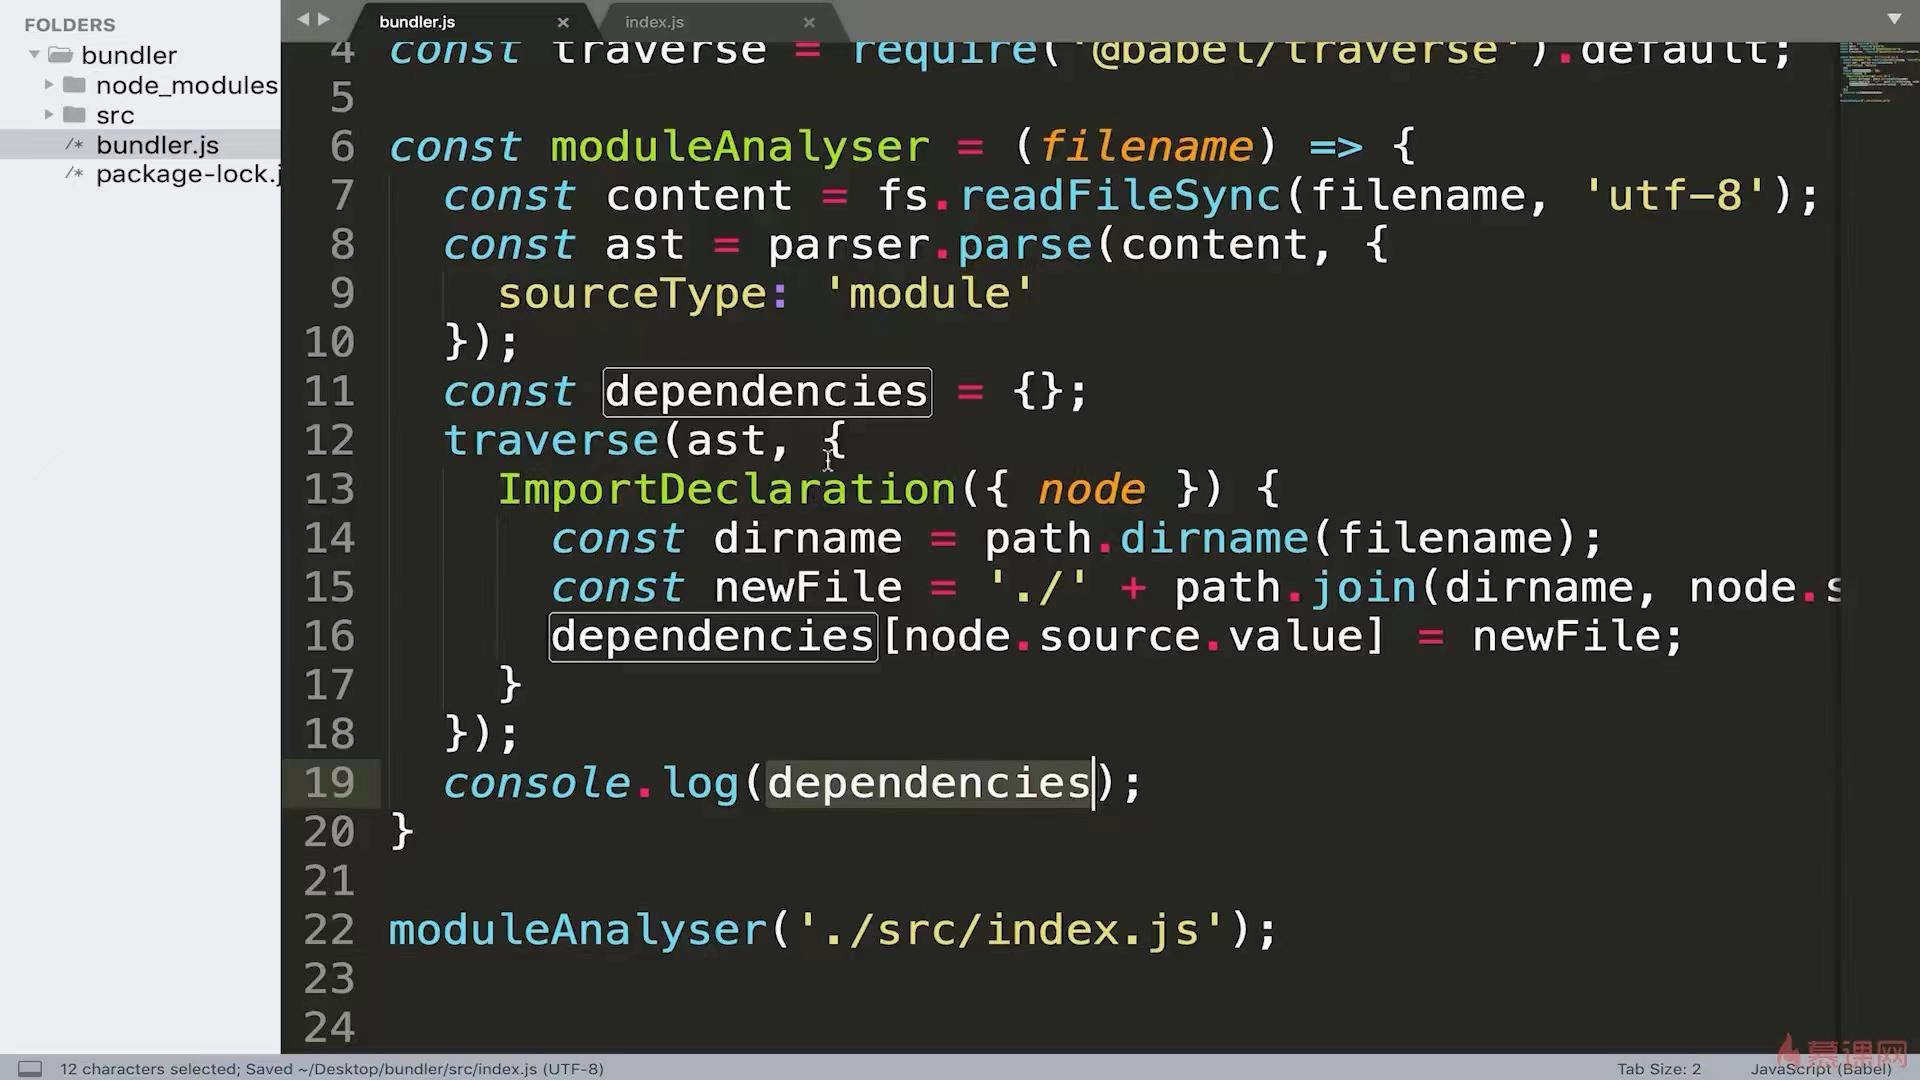 FOLDERS
bundler
node_modules
src
/* bundler.js
/* package-lock.j
bundler.js
index.js
4 const traverse = require('@babel/traverse').default;
5
6 const moduleAnalyser = (filename) => {
7 const content = fs.readFileSync(filename, 'utf-8');
8 const ast = parser.parse(content, {
9 sourceType: 'module'
10 });
11 const dependencies = {};
12 traverse(ast, {
13 ImportDeclaration({ node }) {
14 const dirname = path.dirname(filename);
15 const newFile = './' + path.join(dirname, node.s
16 dependencies[node.source.value] = newFile;
17 }
18 });
19 console.log(dependencies);
20 }
21
22 moduleAnalyser('./src/index.js');
23
24
12 characters selected; Saved ~/Desktop/bundler/src/index.js (UTF-8)
Tab Size: 2
JavaScript (Babel)
慕课网